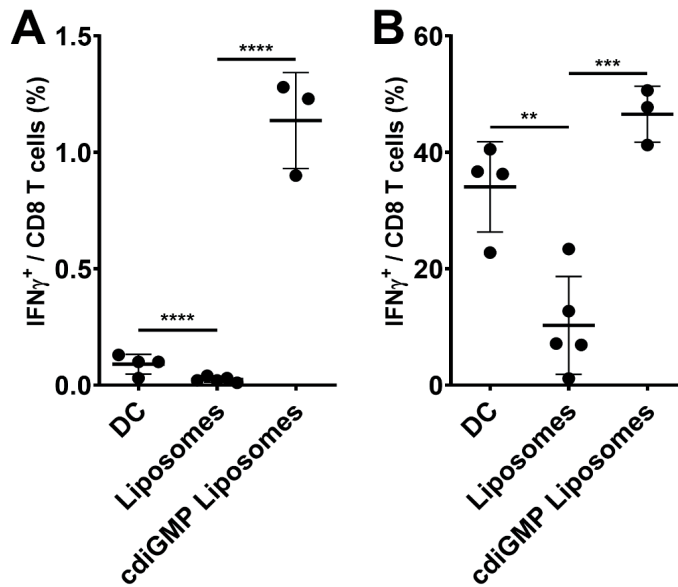 A
IFNγ+ / CD8 T cells (%)
1.5
1.0
0.5
0.0
****
****
DC
Liposomes
cdiGMP Liposomes
B
IFNγ+ / CD8 T cells (%)
60
40
20
0
**
***
DC
Liposomes
cdiGMP Liposomes